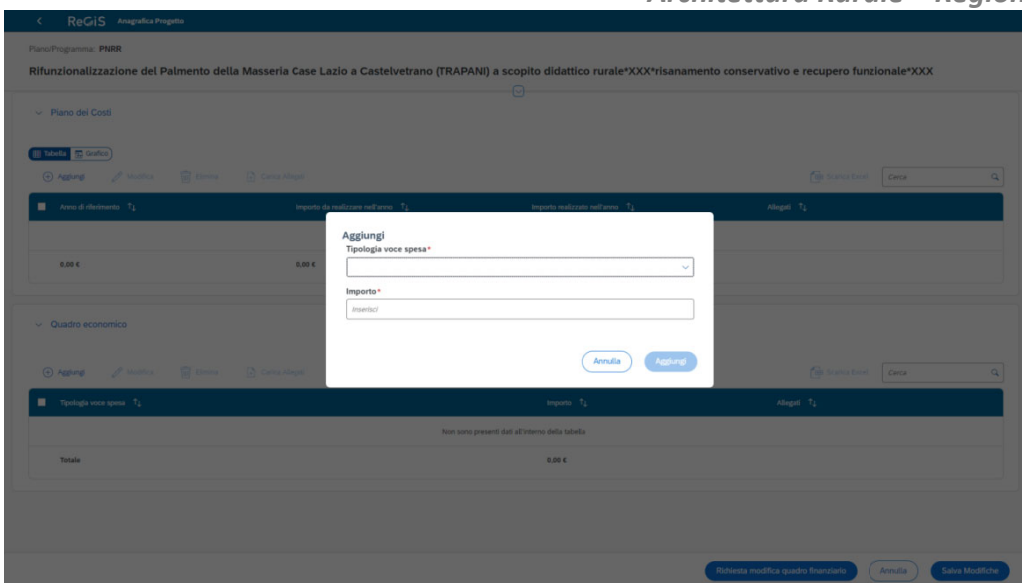 Architettura Rurale – Region
ReGiS Anagrafica Progetto
Piano/Programma: PNRR
Rifunzionalizzazione del Palmento della Masseria Case Lazio a Castelvetrano (TRAPANI) a scopito didattico rurale*XXX*risanamento conservativo e recupero funzionale*XXX
Piano dei Costi
Tabella Grafico
Aggiungi Modifica Elimina Carica Allegati Scarica Excel Cerca
Anno di riferimento Importo da realizzare nell'anno Importo realizzato nell'anno Allegati
0,00 € 0,00 €
Aggiungi
Tipologia voce spesa*
Importo*
Inserisci
Annulla Aggiungi
Quadro economico
Aggiungi Modifica Elimina Carica Allegati Scarica Excel Cerca
Tipologia voce spesa Importo Allegati
Non sono presenti dati all'interno della tabella
Totale 0,00 €
Richiesta modifica quadro finanziario Annulla Salva Modifiche